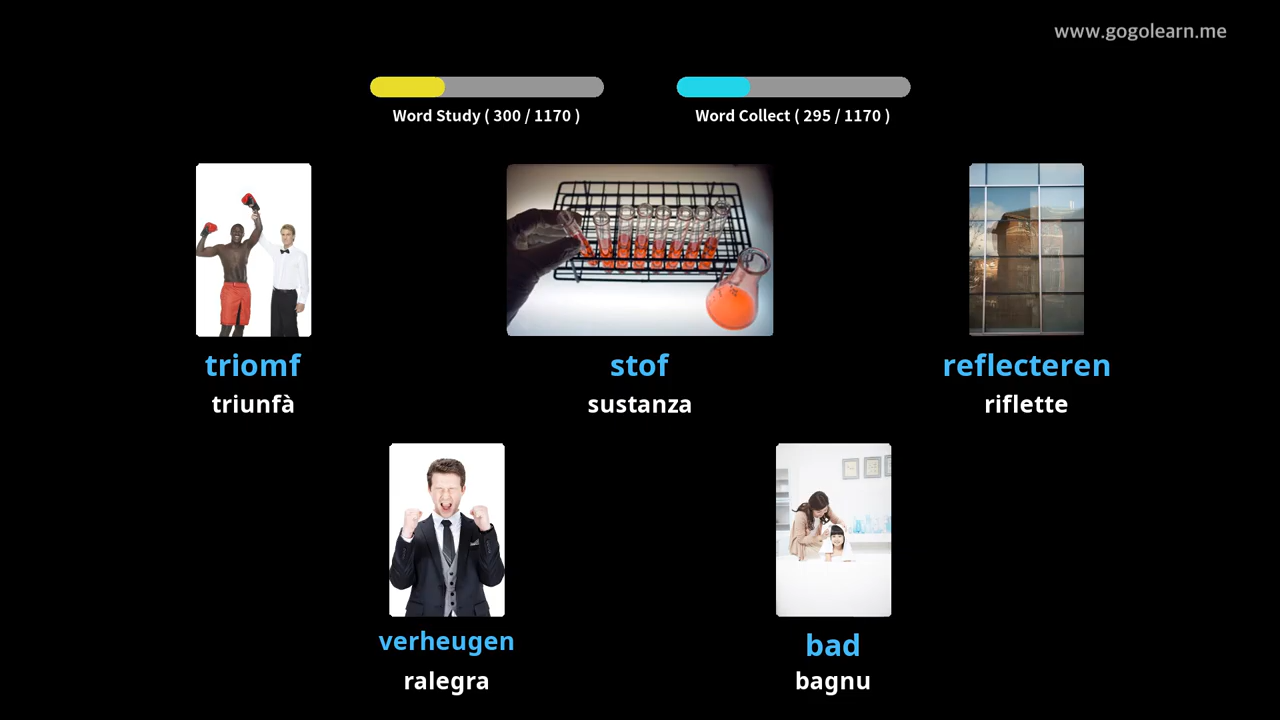 www.gogolearn.me
Word Study ( 300 / 1170 )
Word Collect ( 295 / 1170 )
triomf
triunfà
stof
sustanza
reflecteren
riflette
verheugen
ralegra
bad
bagnu